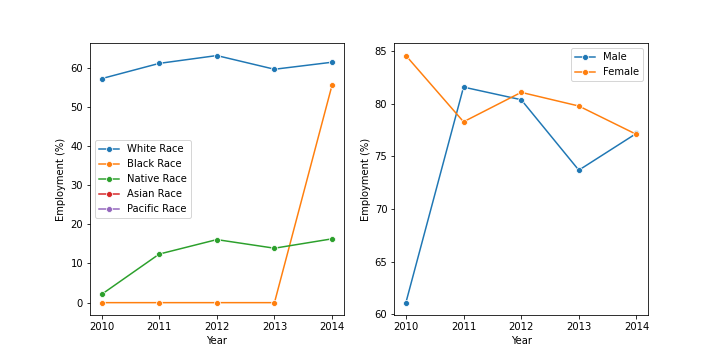 60
50
40
30
20
10
0
Employment (%)
White Race
Black Race
Native Race
Asian Race
Pacific Race
2010 2011 2012 2013 2014
Year
85
80
75
70
65
60
Employment (%)
Male
Female
2010 2011 2012 2013 2014
Year